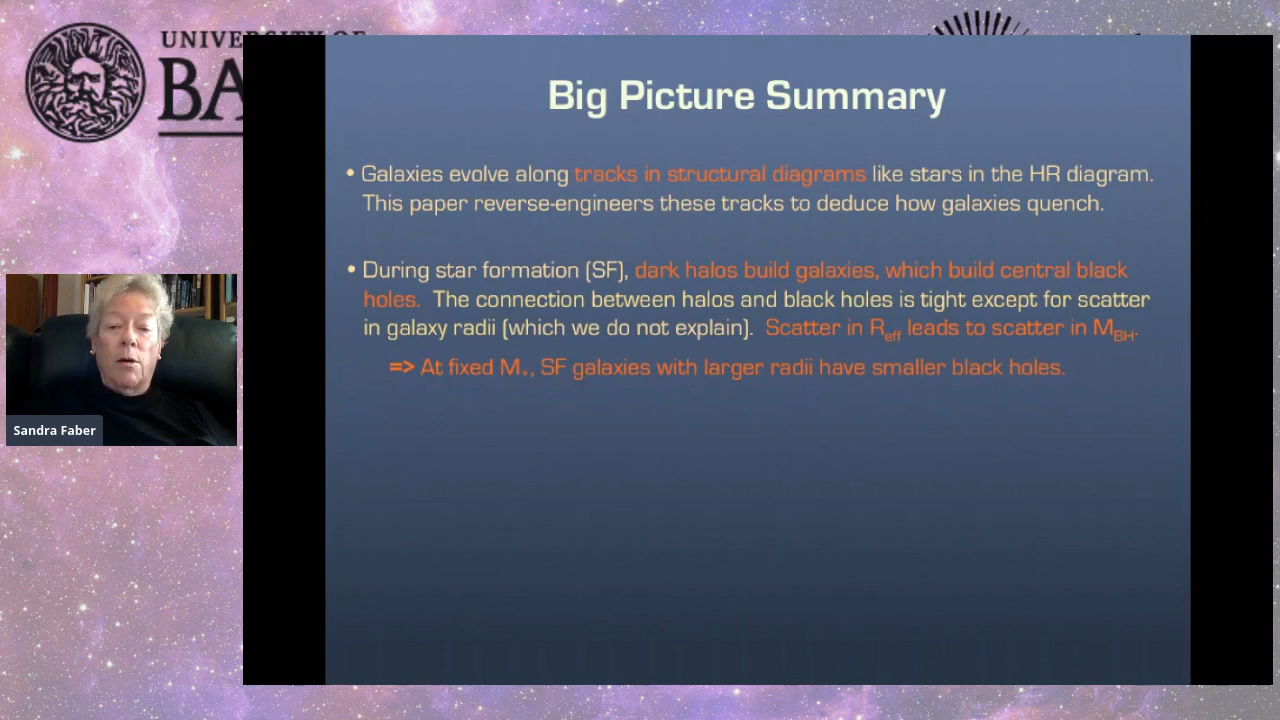 UNIVERSITY OF
BA
Big Picture Summary
• Galaxies evolve along tracks in structural diagrams like stars in the HR diagram.
This paper reverse-engineers these tracks to deduce how galaxies quench.
• During star formation (SF), dark halos build galaxies, which build central black
holes. The connection between halos and black holes is tight except for scatter
in galaxy radii (which we do not explain). Scatter in Reff leads to scatter in MBH.
=> At fixed M*, SF galaxies with larger radii have smaller black holes.
Sandra Faber